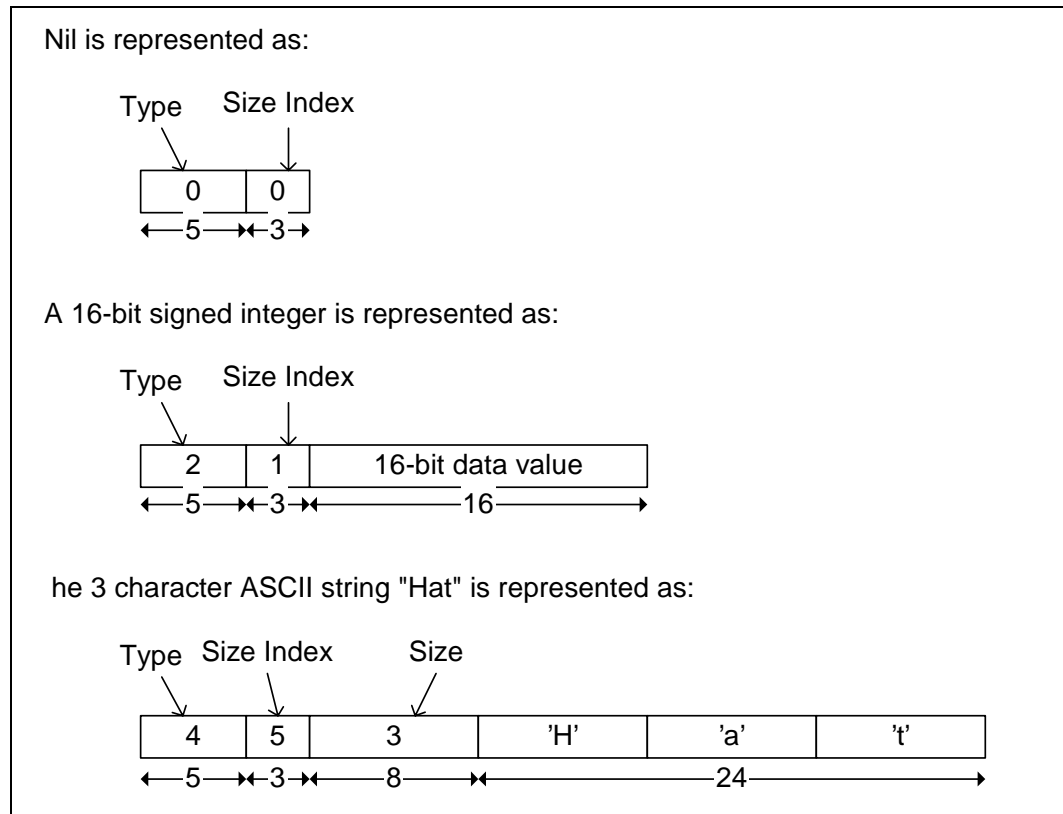 Nil is represented as:
Type Size Index
0 0
5 3
A 16-bit signed integer is represented as:
Type Size Index
2 1 16-bit data value
5 3 16
he 3 character ASCII string "Hat" is represented as:
Type Size Index Size
4 5 3 ’H’ ’a’ ’t’
5 3 8 24